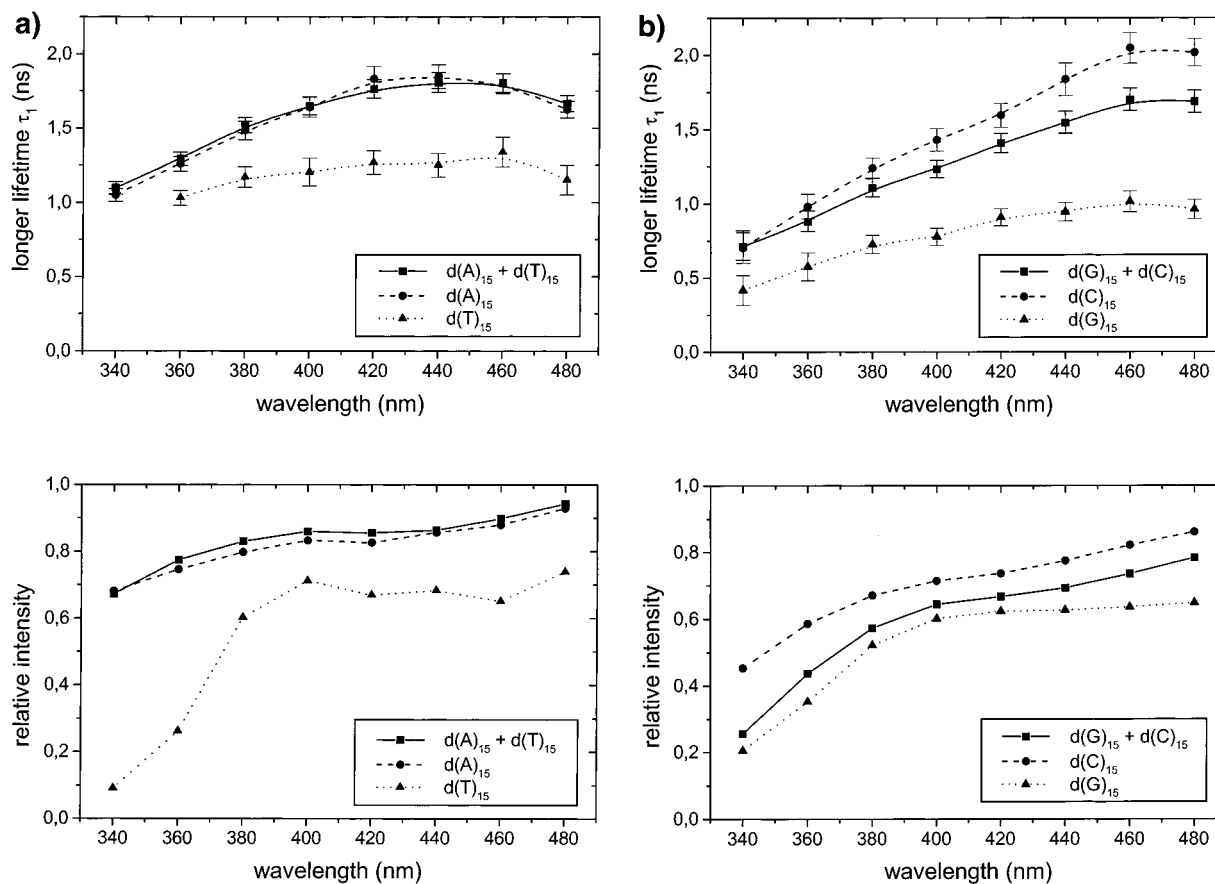 a)
longer lifetime τ₁ (ns)
2,0
1,5
1,0
0,5
0,0
d(A)₁₅ + d(T)₁₅
d(A)₁₅
d(T)₁₅
340 360 380 400 420 440 460 480
wavelength (nm)
b)
longer lifetime τ₁ (ns)
2,0
1,5
1,0
0,5
0,0
d(G)₁₅ + d(C)₁₅
d(C)₁₅
d(G)₁₅
340 360 380 400 420 440 460 480
wavelength (nm)
relative intensity
1,0
0,8
0,6
0,4
0,2
0,0
d(A)₁₅ + d(T)₁₅
d(A)₁₅
d(T)₁₅
340 360 380 400 420 440 460 480
wavelength (nm)
relative intensity
1,0
0,8
0,6
0,4
0,2
0,0
d(G)₁₅ + d(C)₁₅
d(C)₁₅
d(G)₁₅
340 360 380 400 420 440 460 480
wavelength (nm)